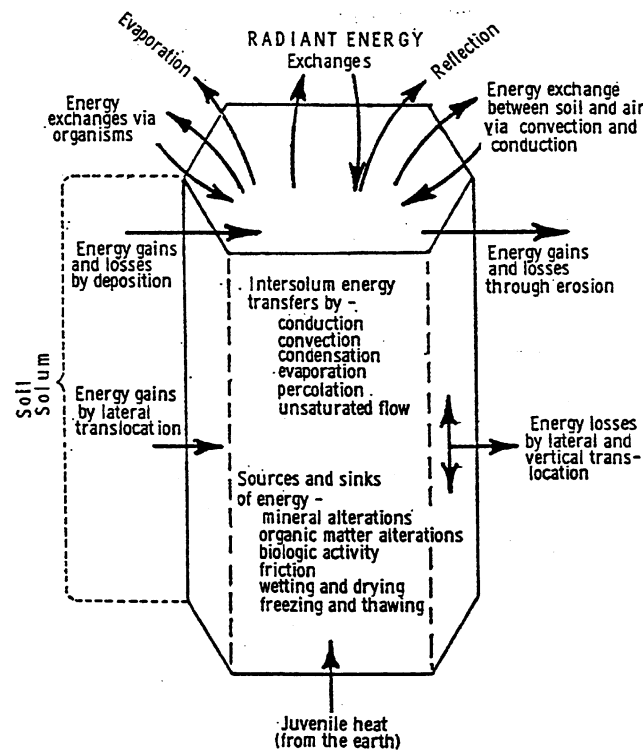 Evaporation
RADIANT ENERGY
Exchanges
Reflection
Energy
exchanges via
organisms
Energy exchange
between soil and air
via convection and
conduction
Energy gains
and losses
by deposition
Energy gains
and losses
through erosion
Intersolum energy
transfers by -
conduction
convection
condensation
evaporation
percolation
unsaturated flow
Soil
Solum
Energy gains
by lateral
translocation
Energy losses
by lateral and
vertical trans-
location
Sources and sinks
of energy -
mineral alterations
organic matter alterations
biologic activity
friction
wetting and drying
freezing and thawing
Juvenile heat
(from the earth)